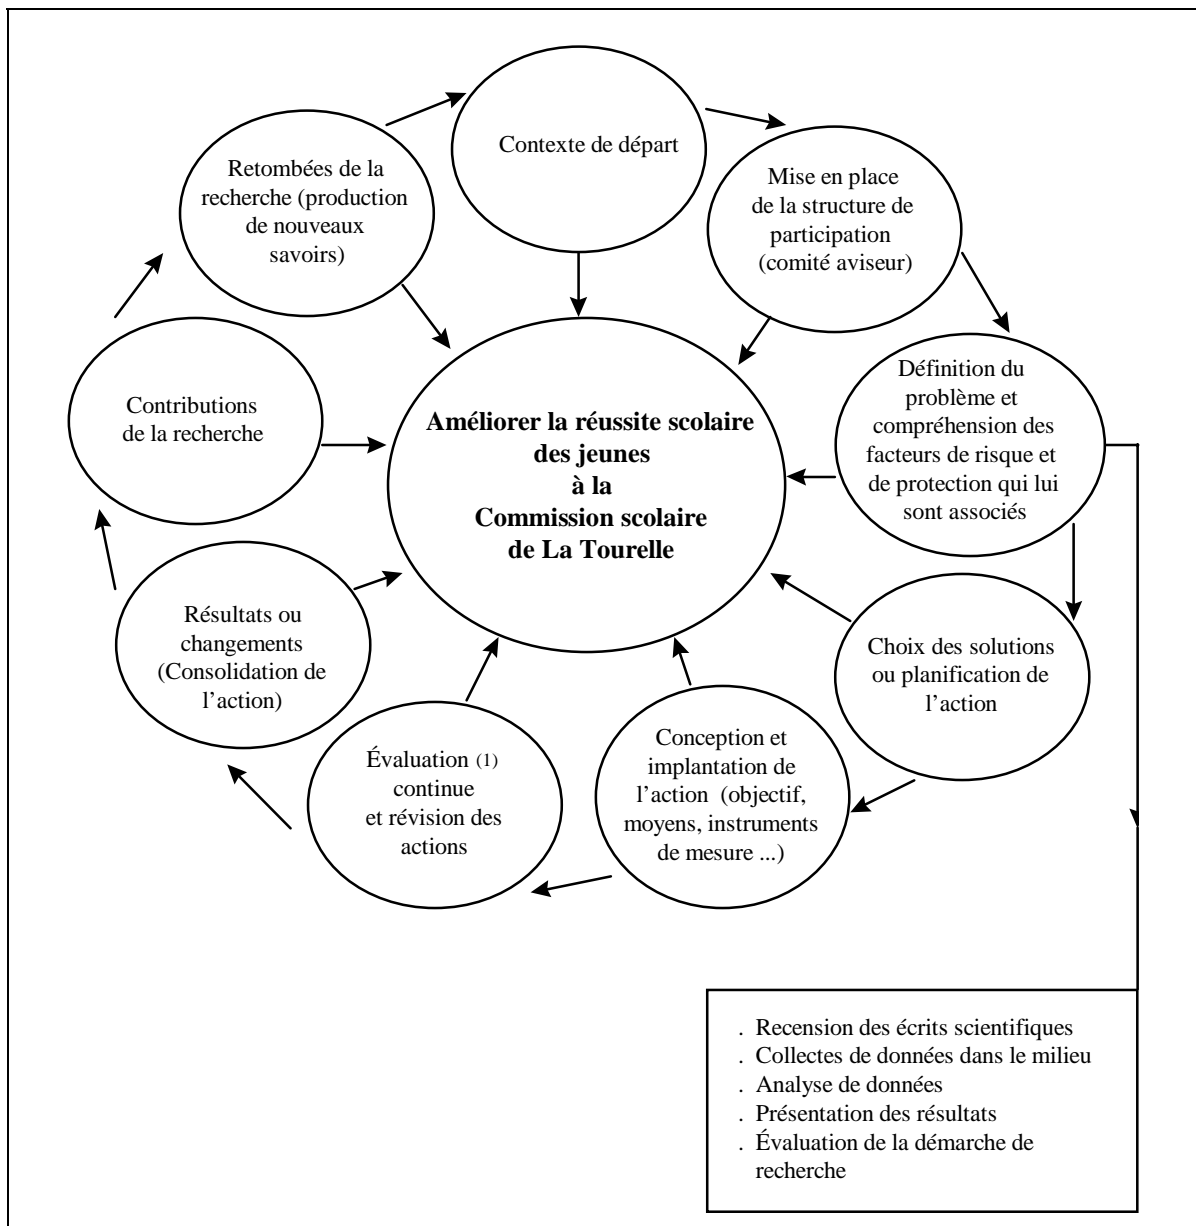 Contexte de départ
Mise en place
de la structure de
participation
(comité aviseur)
Définition du
problème et
compréhension des
facteurs de risque et
de protection qui lui
sont associés
Choix des solutions
ou planification de
l'action
Conception et
implantation de
l'action (objectif,
moyens, instruments
de mesure ...)
Évaluation (1)
continue
et révision des
actions
Résultats ou
changements
(Consolidation de
l'action)
Contributions
de la recherche
Retombées de la
recherche (production
de nouveaux
savoirs)
Améliorer la réussite scolaire
des jeunes
à la
Commission scolaire
de La Tourelle
. Recension des écrits scientifiques
. Collectes de données dans le milieu
. Analyse de données
. Présentation des résultats
. Évaluation de la démarche de
recherche